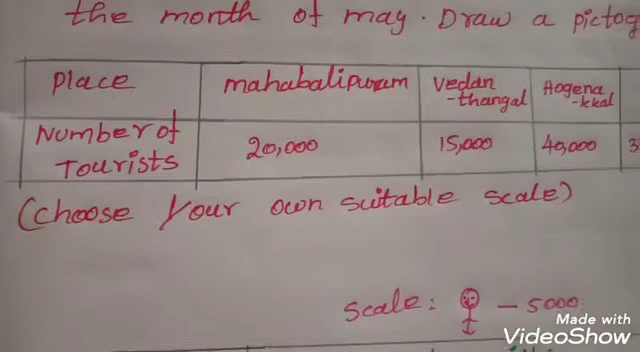 the month of may. Draw a pictog
Place mahabalipuram Vedan-thangal Hogena-kkal
Number of Tourists 20,000 15,000 40,000 3
(choose your own suitable scale)
scale: - 5000.
Made with
VideoShow